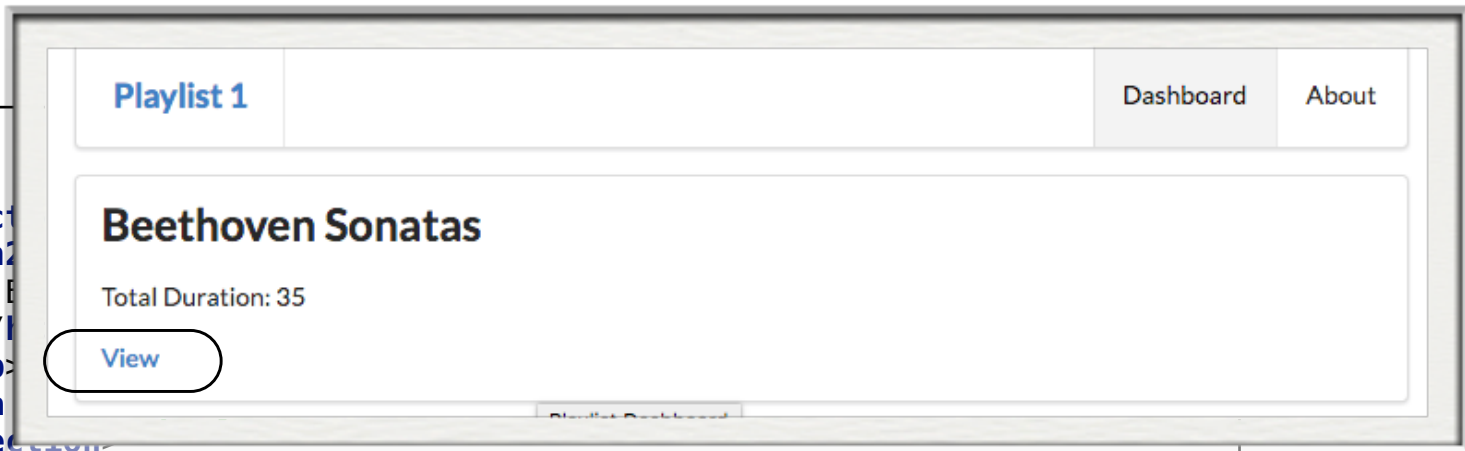 Playlist 1 Dashboard About
Beethoven Sonatas
Total Duration: 35
View